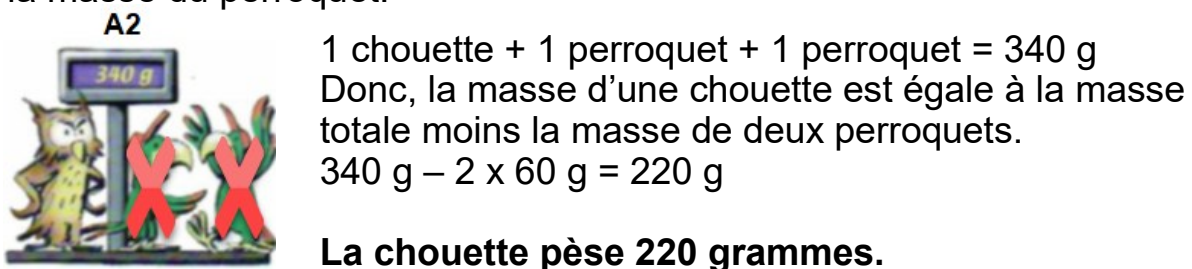 la masse du perroquet.
A2
340 g
1 chouette + 1 perroquet + 1 perroquet = 340 g
Donc, la masse d’une chouette est égale à la masse
totale moins la masse de deux perroquets.
340 g – 2 x 60 g = 220 g
La chouette pèse 220 grammes.